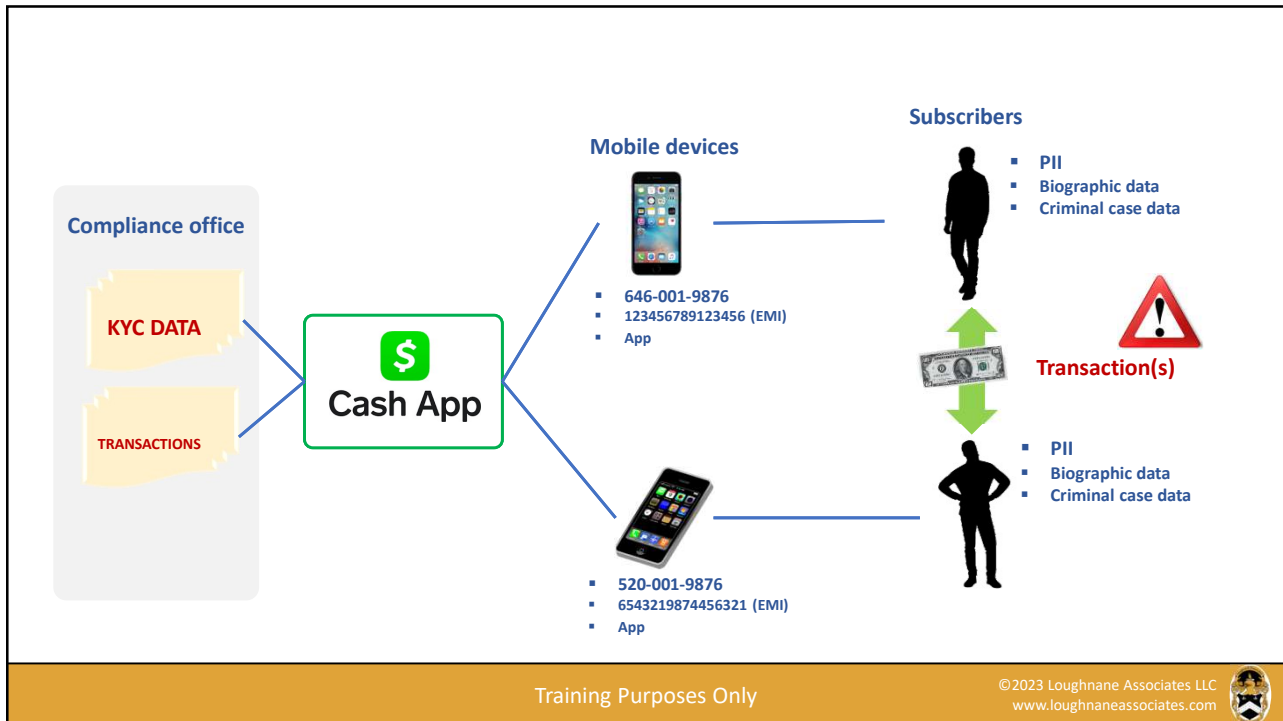 Compliance office
KYC DATA
TRANSACTIONS
$
Cash App
Mobile devices
▪ 646-001-9876
▪ 123456789123456 (EMI)
▪ App
▪ 520-001-9876
▪ 6543219874456321 (EMI)
▪ App
Subscribers
▪ PII
▪ Biographic data
▪ Criminal case data
!
Transaction(s)
▪ PII
▪ Biographic data
▪ Criminal case data
Training Purposes Only
©2023 Loughnane Associates LLC
www.loughnaneassociates.com